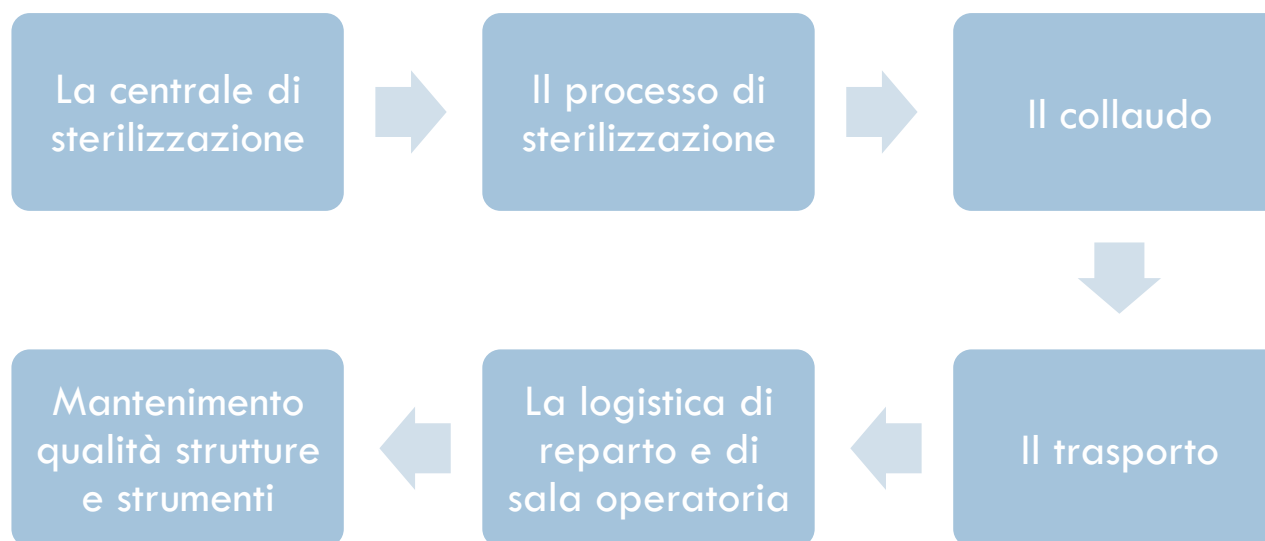 La centrale di
sterilizzazione
Il processo di
sterilizzazione
Il collaudo
Il trasporto
La logistica di
reparto e di
sala operatoria
Mantenimento
qualità strutture
e strumenti